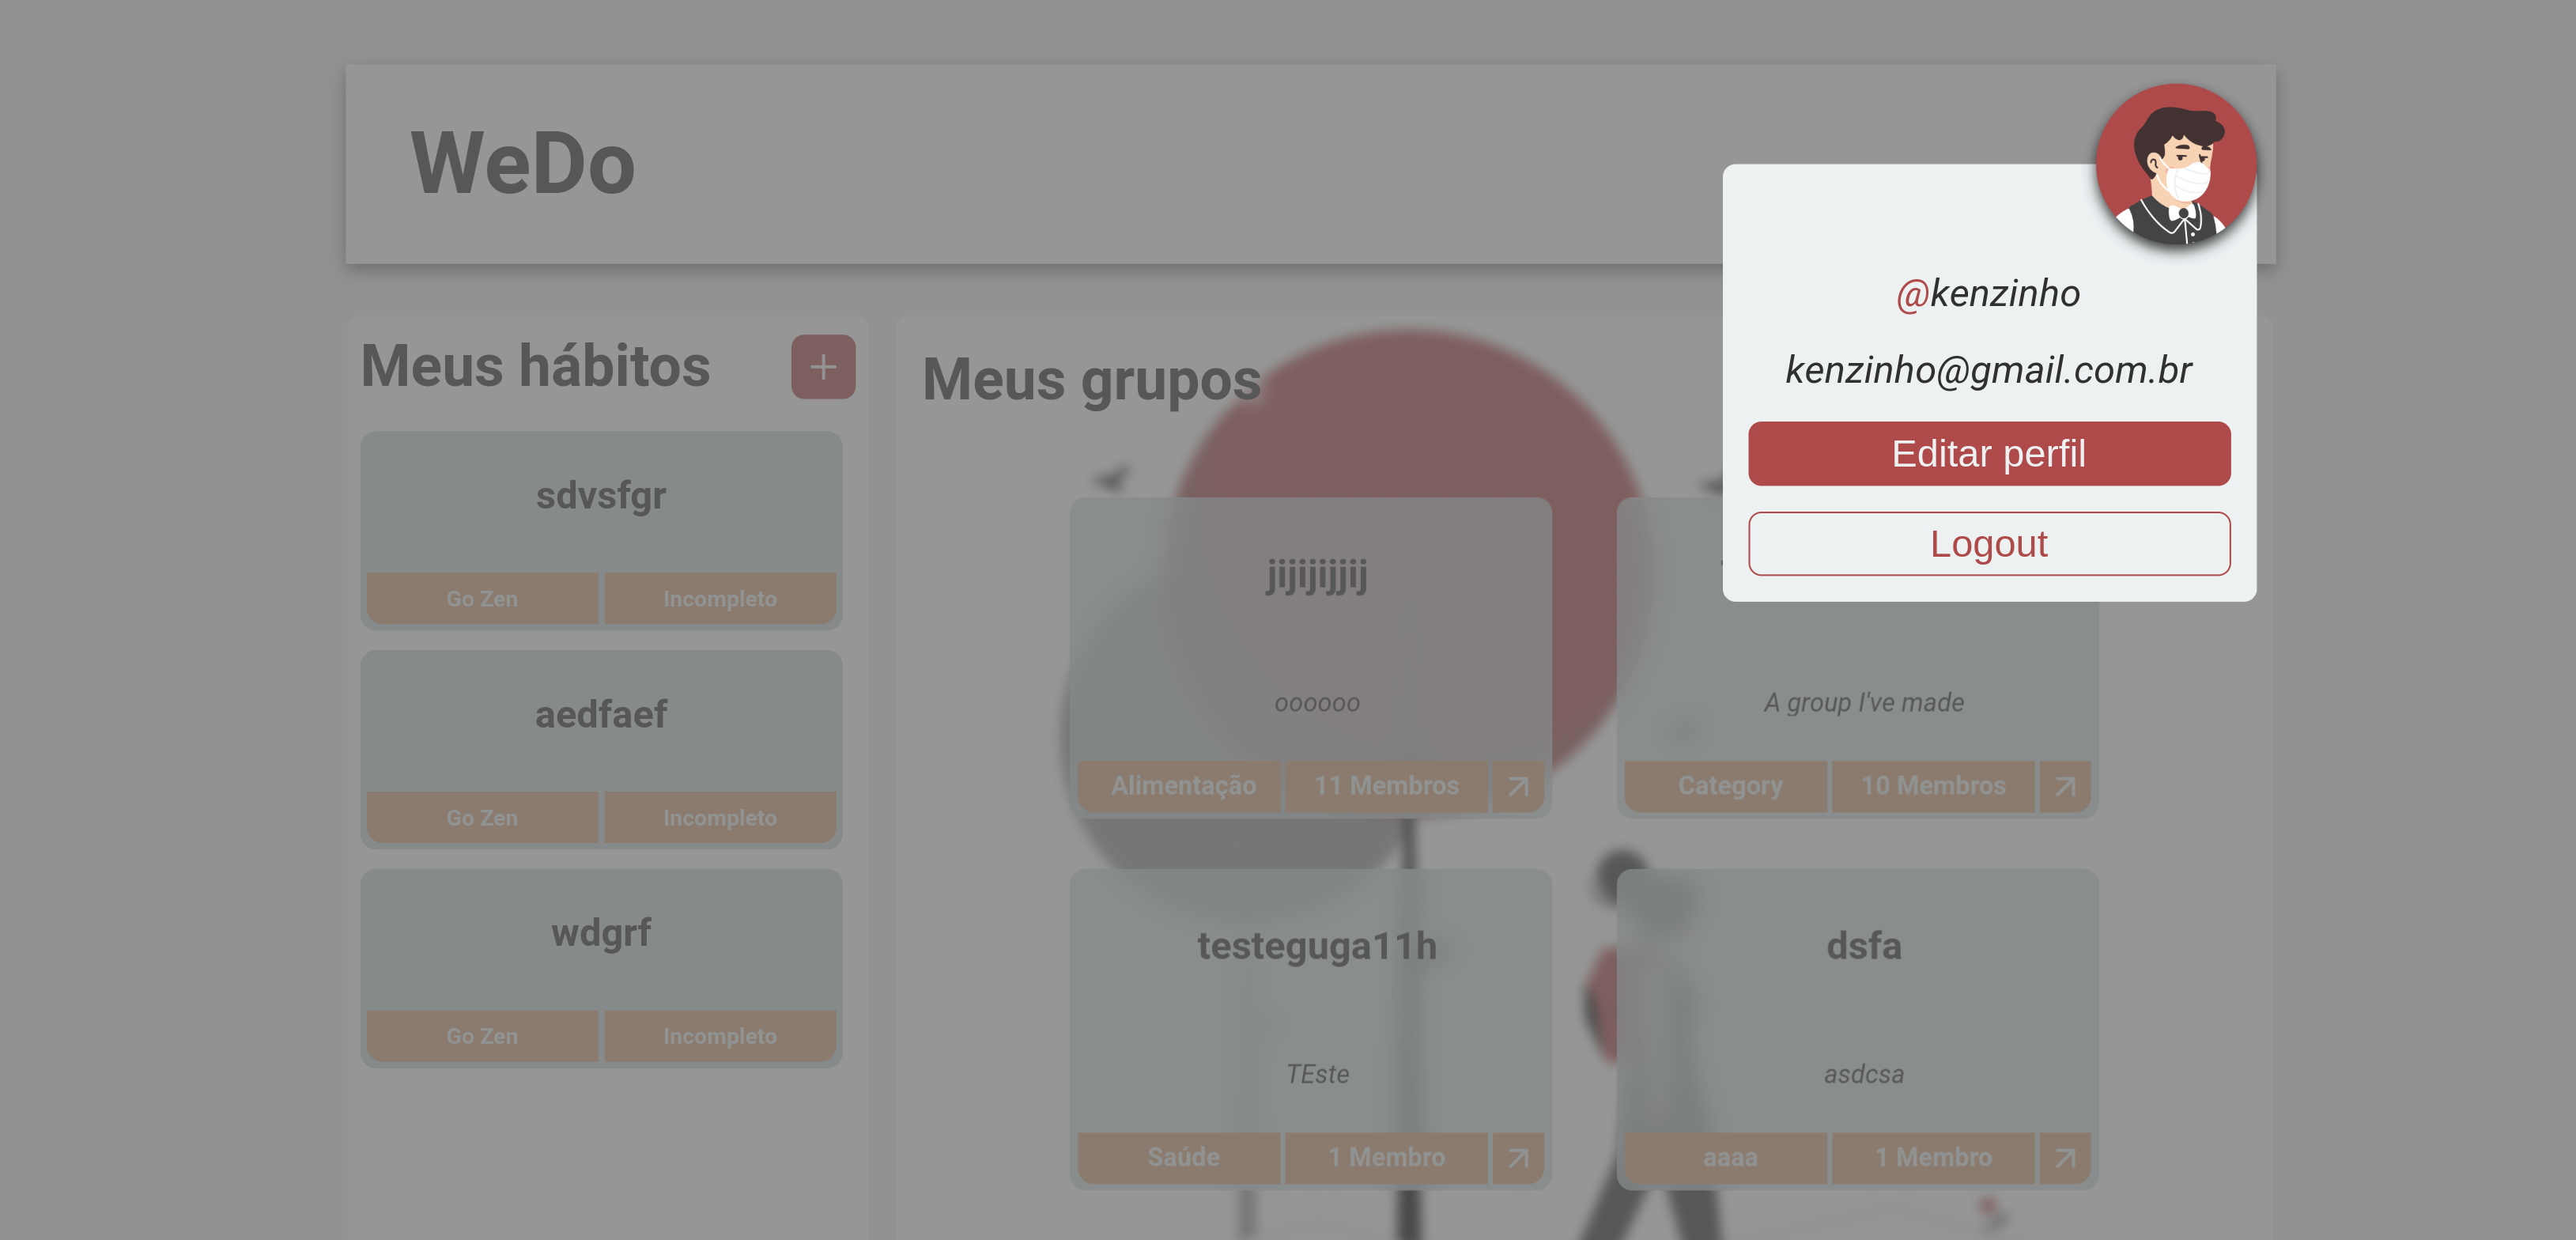 WeDo
@kenzinho
kenzinho@gmail.com.br
Editar perfil
Logout
Meus hábitos
sdvsfgr
Go Zen Incompleto
aedfaef
Go Zen Incompleto
wdgrf
Go Zen Incompleto
Meus grupos
jijijijjij
oooooo
Alimentação 11 Membros
A group I've made
Category 10 Membros
testeguga11h
TEste
Saúde 1 Membro
dsfa
asdcsa
aaaa 1 Membro